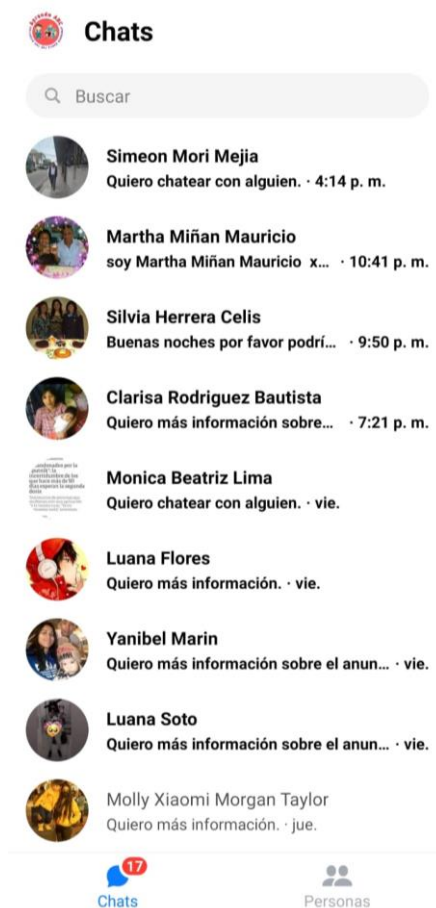 Chats
Buscar
Simeon Mori Mejia
Quiero chatear con alguien. · 4:14 p. m.
Martha Miñan Mauricio
soy Martha Miñan Mauricio x... · 10:41 p. m.
Silvia Herrera Celis
Buenas noches por favor podrí... · 9:50 p. m.
Clarisa Rodriguez Bautista
Quiero más información sobre... · 7:21 p. m.
Monica Beatriz Lima
Quiero chatear con alguien. · vie.
Luana Flores
Quiero más información. · vie.
Yanibel Marin
Quiero más información sobre el anun... · vie.
Luana Soto
Quiero más información sobre el anun... · vie.
Molly Xiaomi Morgan Taylor
Quiero más información. · jue.
17
Chats
Personas